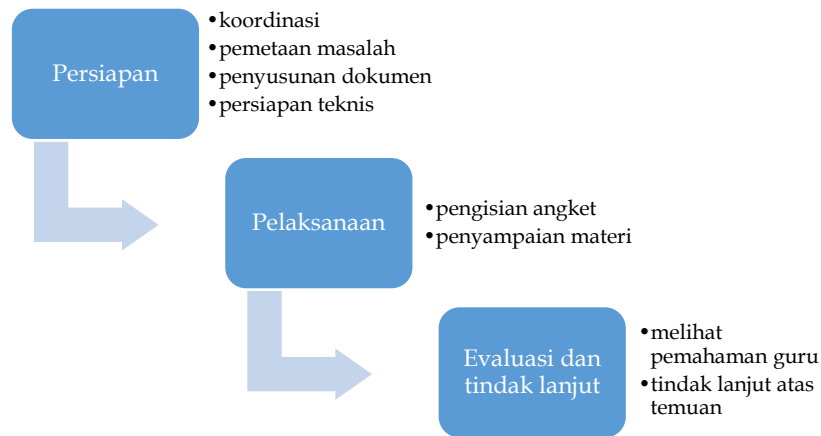 Persiapan
•koordinasi
•pemetaan masalah
•penyusunan dokumen
•persiapan teknis
Pelaksanaan
•pengisian angket
•penyampaian materi
Evaluasi dan
tindak lanjut
•melihat
pemahaman guru
•tindak lanjut atas
temuan